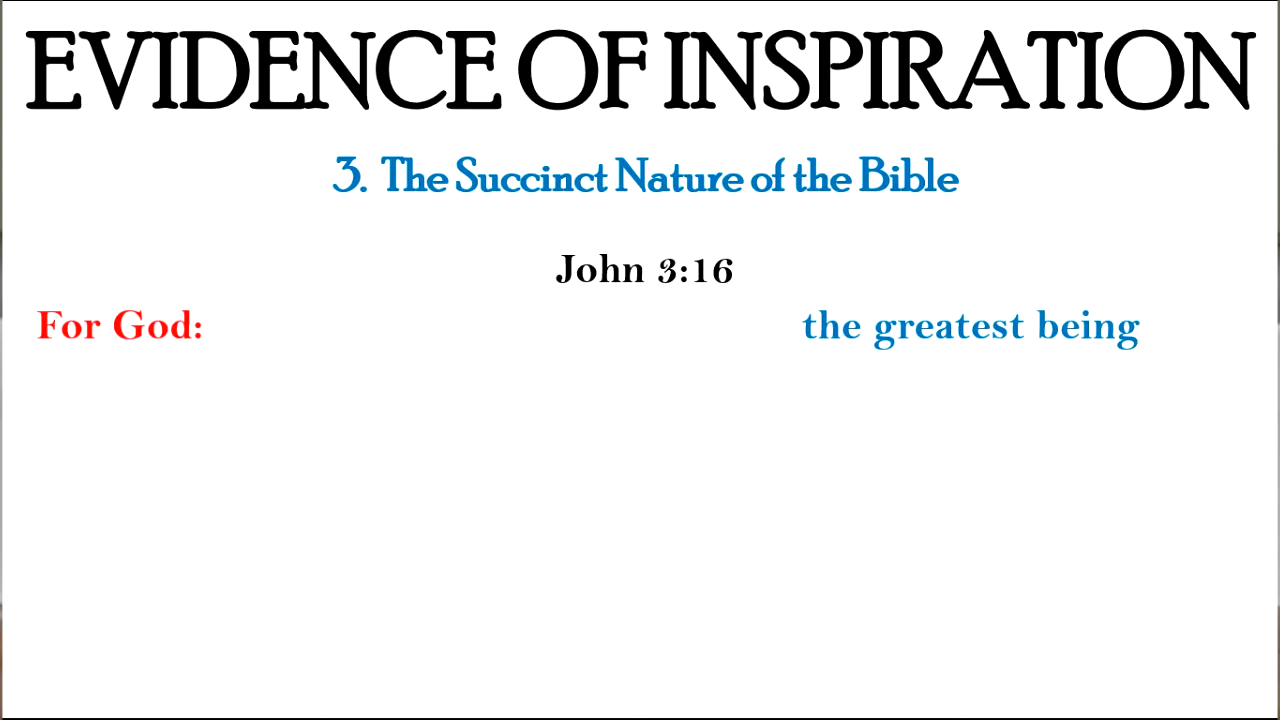 EVIDENCE OF INSPIRATION
3. The Succinct Nature of the Bible
John 3:16
For God: the greatest being